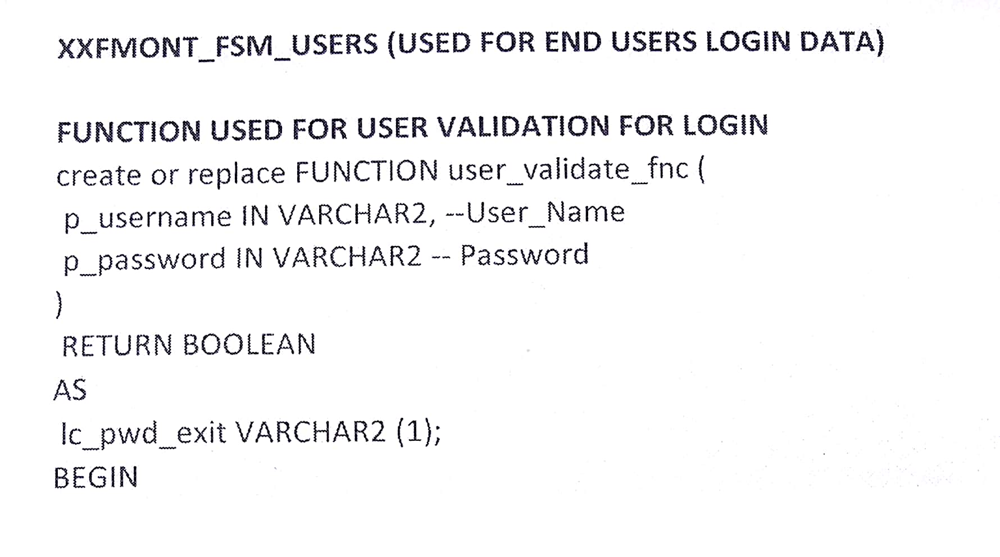 XXFMONT_FSM_USERS (USED FOR END USERS LOGIN DATA)
FUNCTION USED FOR USER VALIDATION FOR LOGIN
create or replace FUNCTION user_validate_fnc (
p_username IN VARCHAR2, --User_Name
p_password IN VARCHAR2 -- Password
)
RETURN BOOLEAN
AS
lc_pwd_exit VARCHAR2 (1);
BEGIN